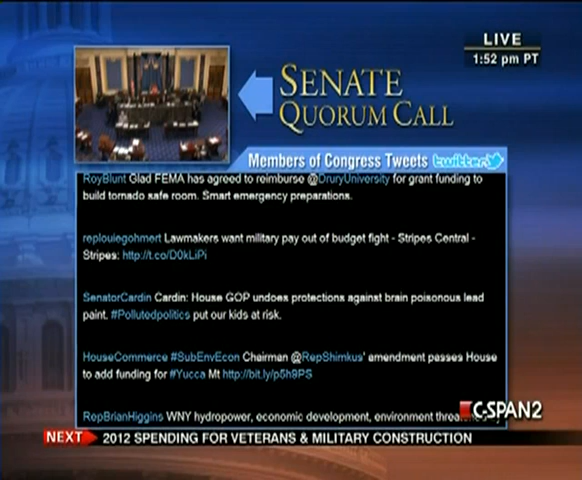 LIVE
1:52 pm PT
SENATE
QUORUM CALL
Members of Congress Tweets twitter
RoyBlunt Glad FEMA has agreed to reimburse @DruryUniversity for grant funding to
build tornado safe room. Smart emergency preparations.
replouiegohmert Lawmakers want military pay out of budget fight - Stripes Central -
Stripes: http://t.co/D0kLiPi
SenatorCardin Cardin: House GOP undoes protections against brain poisonous lead
paint. #Pollutedpolitics put our kids at risk.
HouseCommerce #SubEnvEcon Chairman @RepShimkus' amendment passes House
to add funding for #Yucca Mt http://bit.ly/p5h9PS
RepBrianHiggins WNY hydropower, economic development, environment
C-SPAN2
NEXT 2012 SPENDING FOR VETERANS & MILITARY CONSTRUCTION